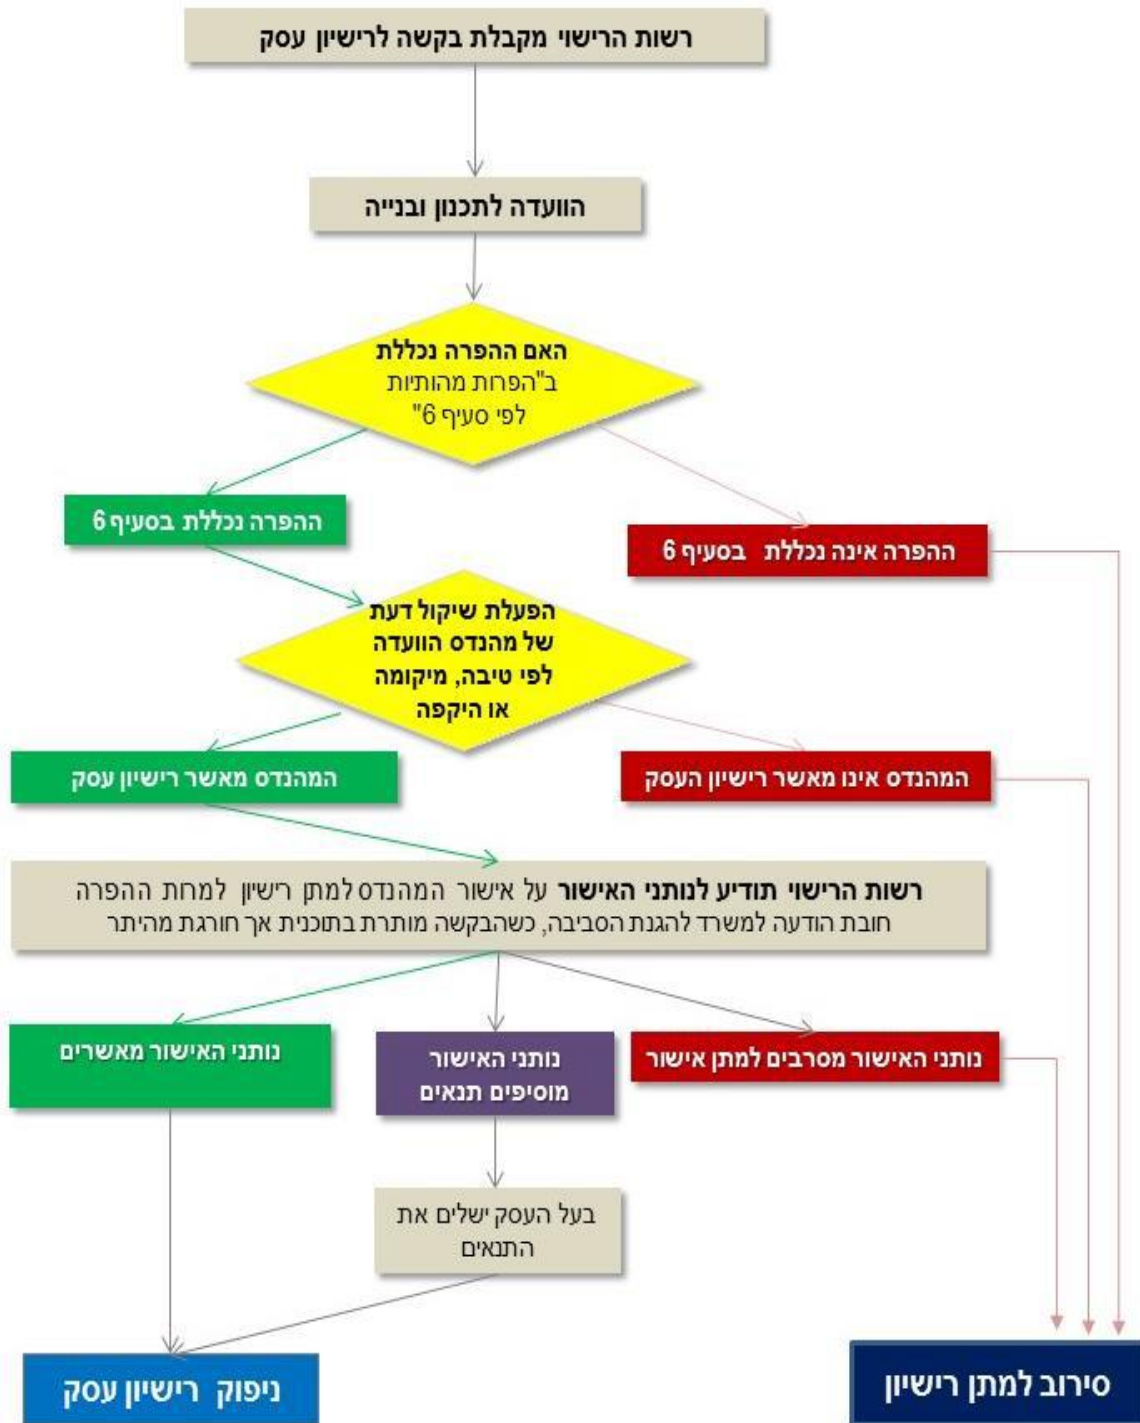 רשות הרישוי מקבלת בקשה לרישיון עסק
הוועדה לתכנון ובנייה
האם ההפרה נכללת
ב"הפרות מהותיות
לפי סעיף 6"
ההפרה נכללת בסעיף 6
ההפרה אינה נכללת בסעיף 6
הפעלת שיקול דעת
של מהנדס הוועדה
לפי טיבה, מיקומה
או היקפה
המהנדס מאשר רישיון עסק
המהנדס אינו מאשר רישיון העסק
רשות הרישוי תודיע לנותני האישור על אישור המהנדס למתן רישיון למרות ההפרה
חובת הודעה למשרד להגנת הסביבה, כשהבקשה מותרת בתוכנית אך חורגת מהיתר
נותני האישור מאשרים
נותני האישור
מוסיפים תנאים
נותני האישור מסרבים למתן אישור
בעל העסק ישלים את
התנאים
ניפוק רישיון עסק
סירוב למתן רישיון